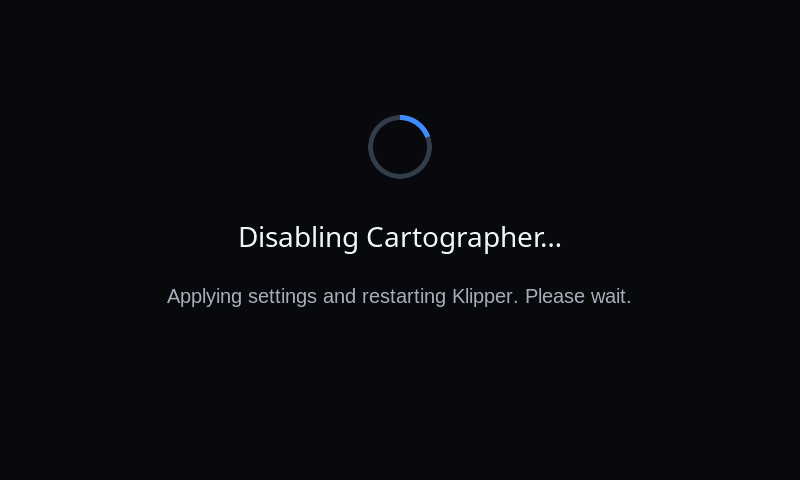 Disabling Cartographer...
Applying settings and restarting Klipper. Please wait.